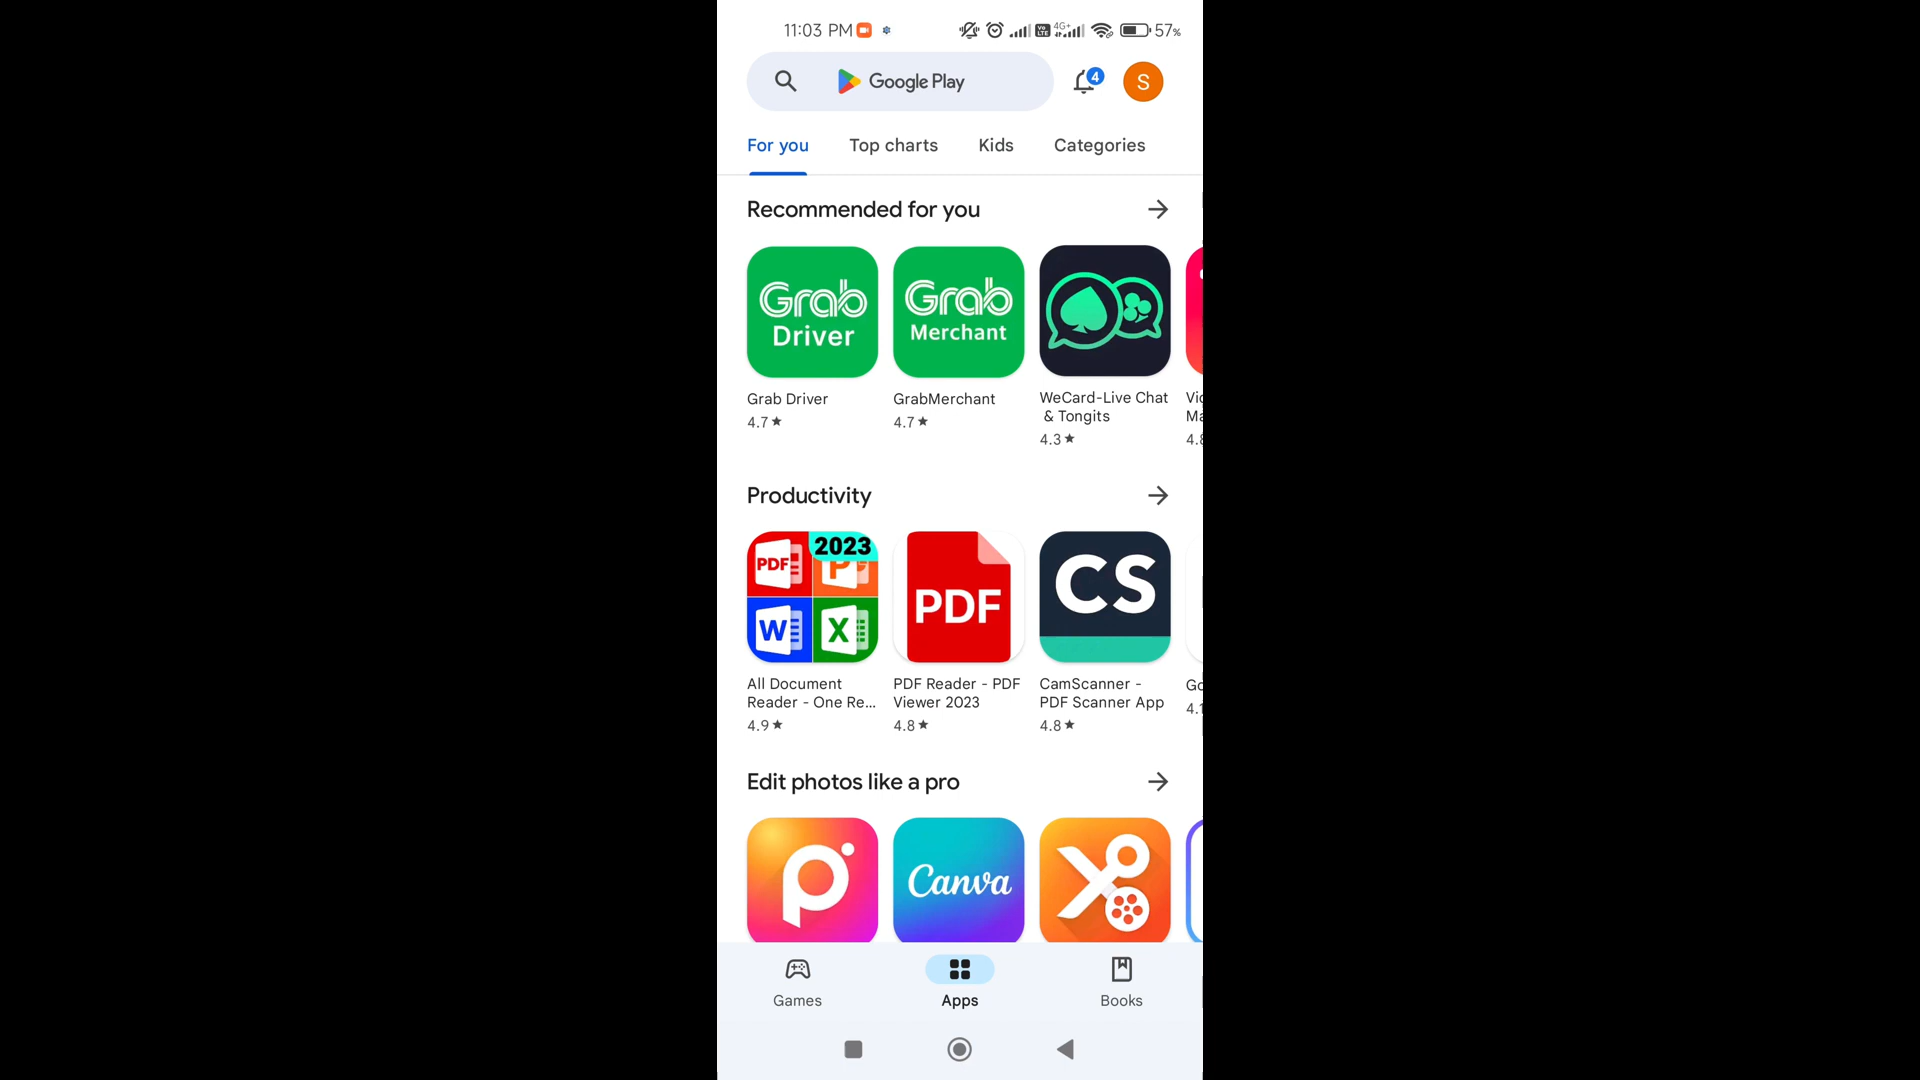 11:03 PM
4G+
Vo
LTE
57%
Google Play
4
S
For you
Top charts
Kids
Categories
Recommended for you
Grab
Driver
Grab
Merchant
Grab Driver
GrabMerchant
WeCard-Live Chat
& Tongits
4.7★
4.7★
4.3★
Productivity
2023
PDF
P
W
X
PDF
CS
All Document
Reader - One Re...
PDF Reader - PDF
Viewer 2023
CamScanner -
PDF Scanner App
4.9★
4.8★
4.8★
Edit photos like a pro
Canva
Games
Apps
Books